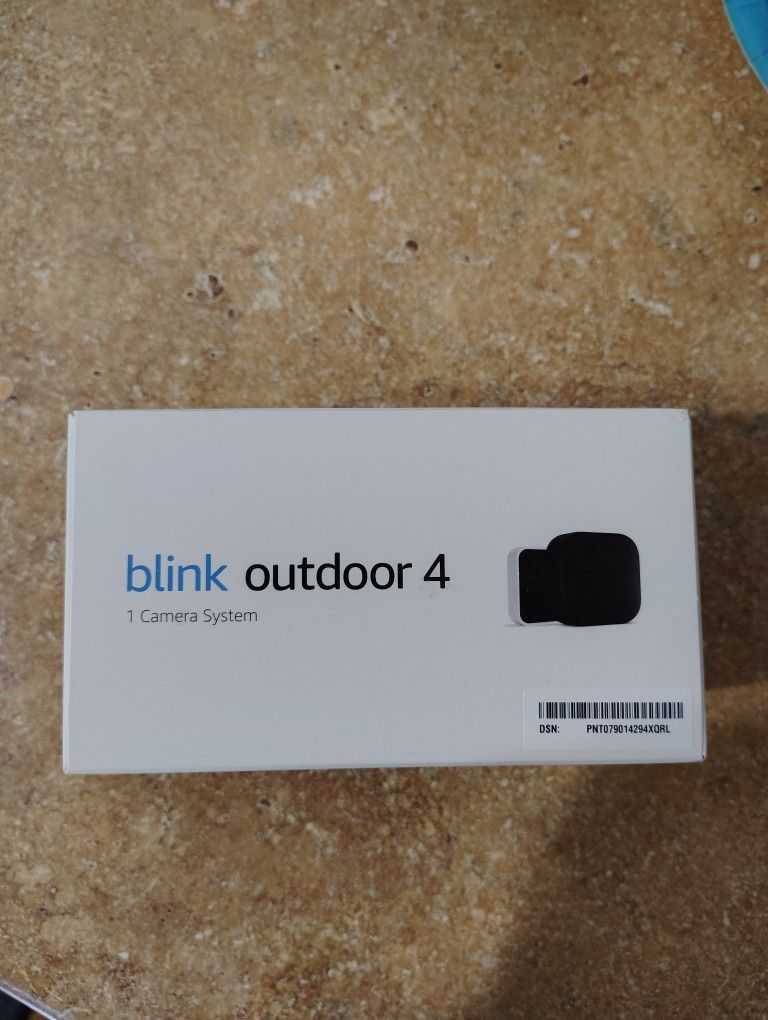 blink outdoor 4
1 Camera System
DSN: PNT079014294XQRL